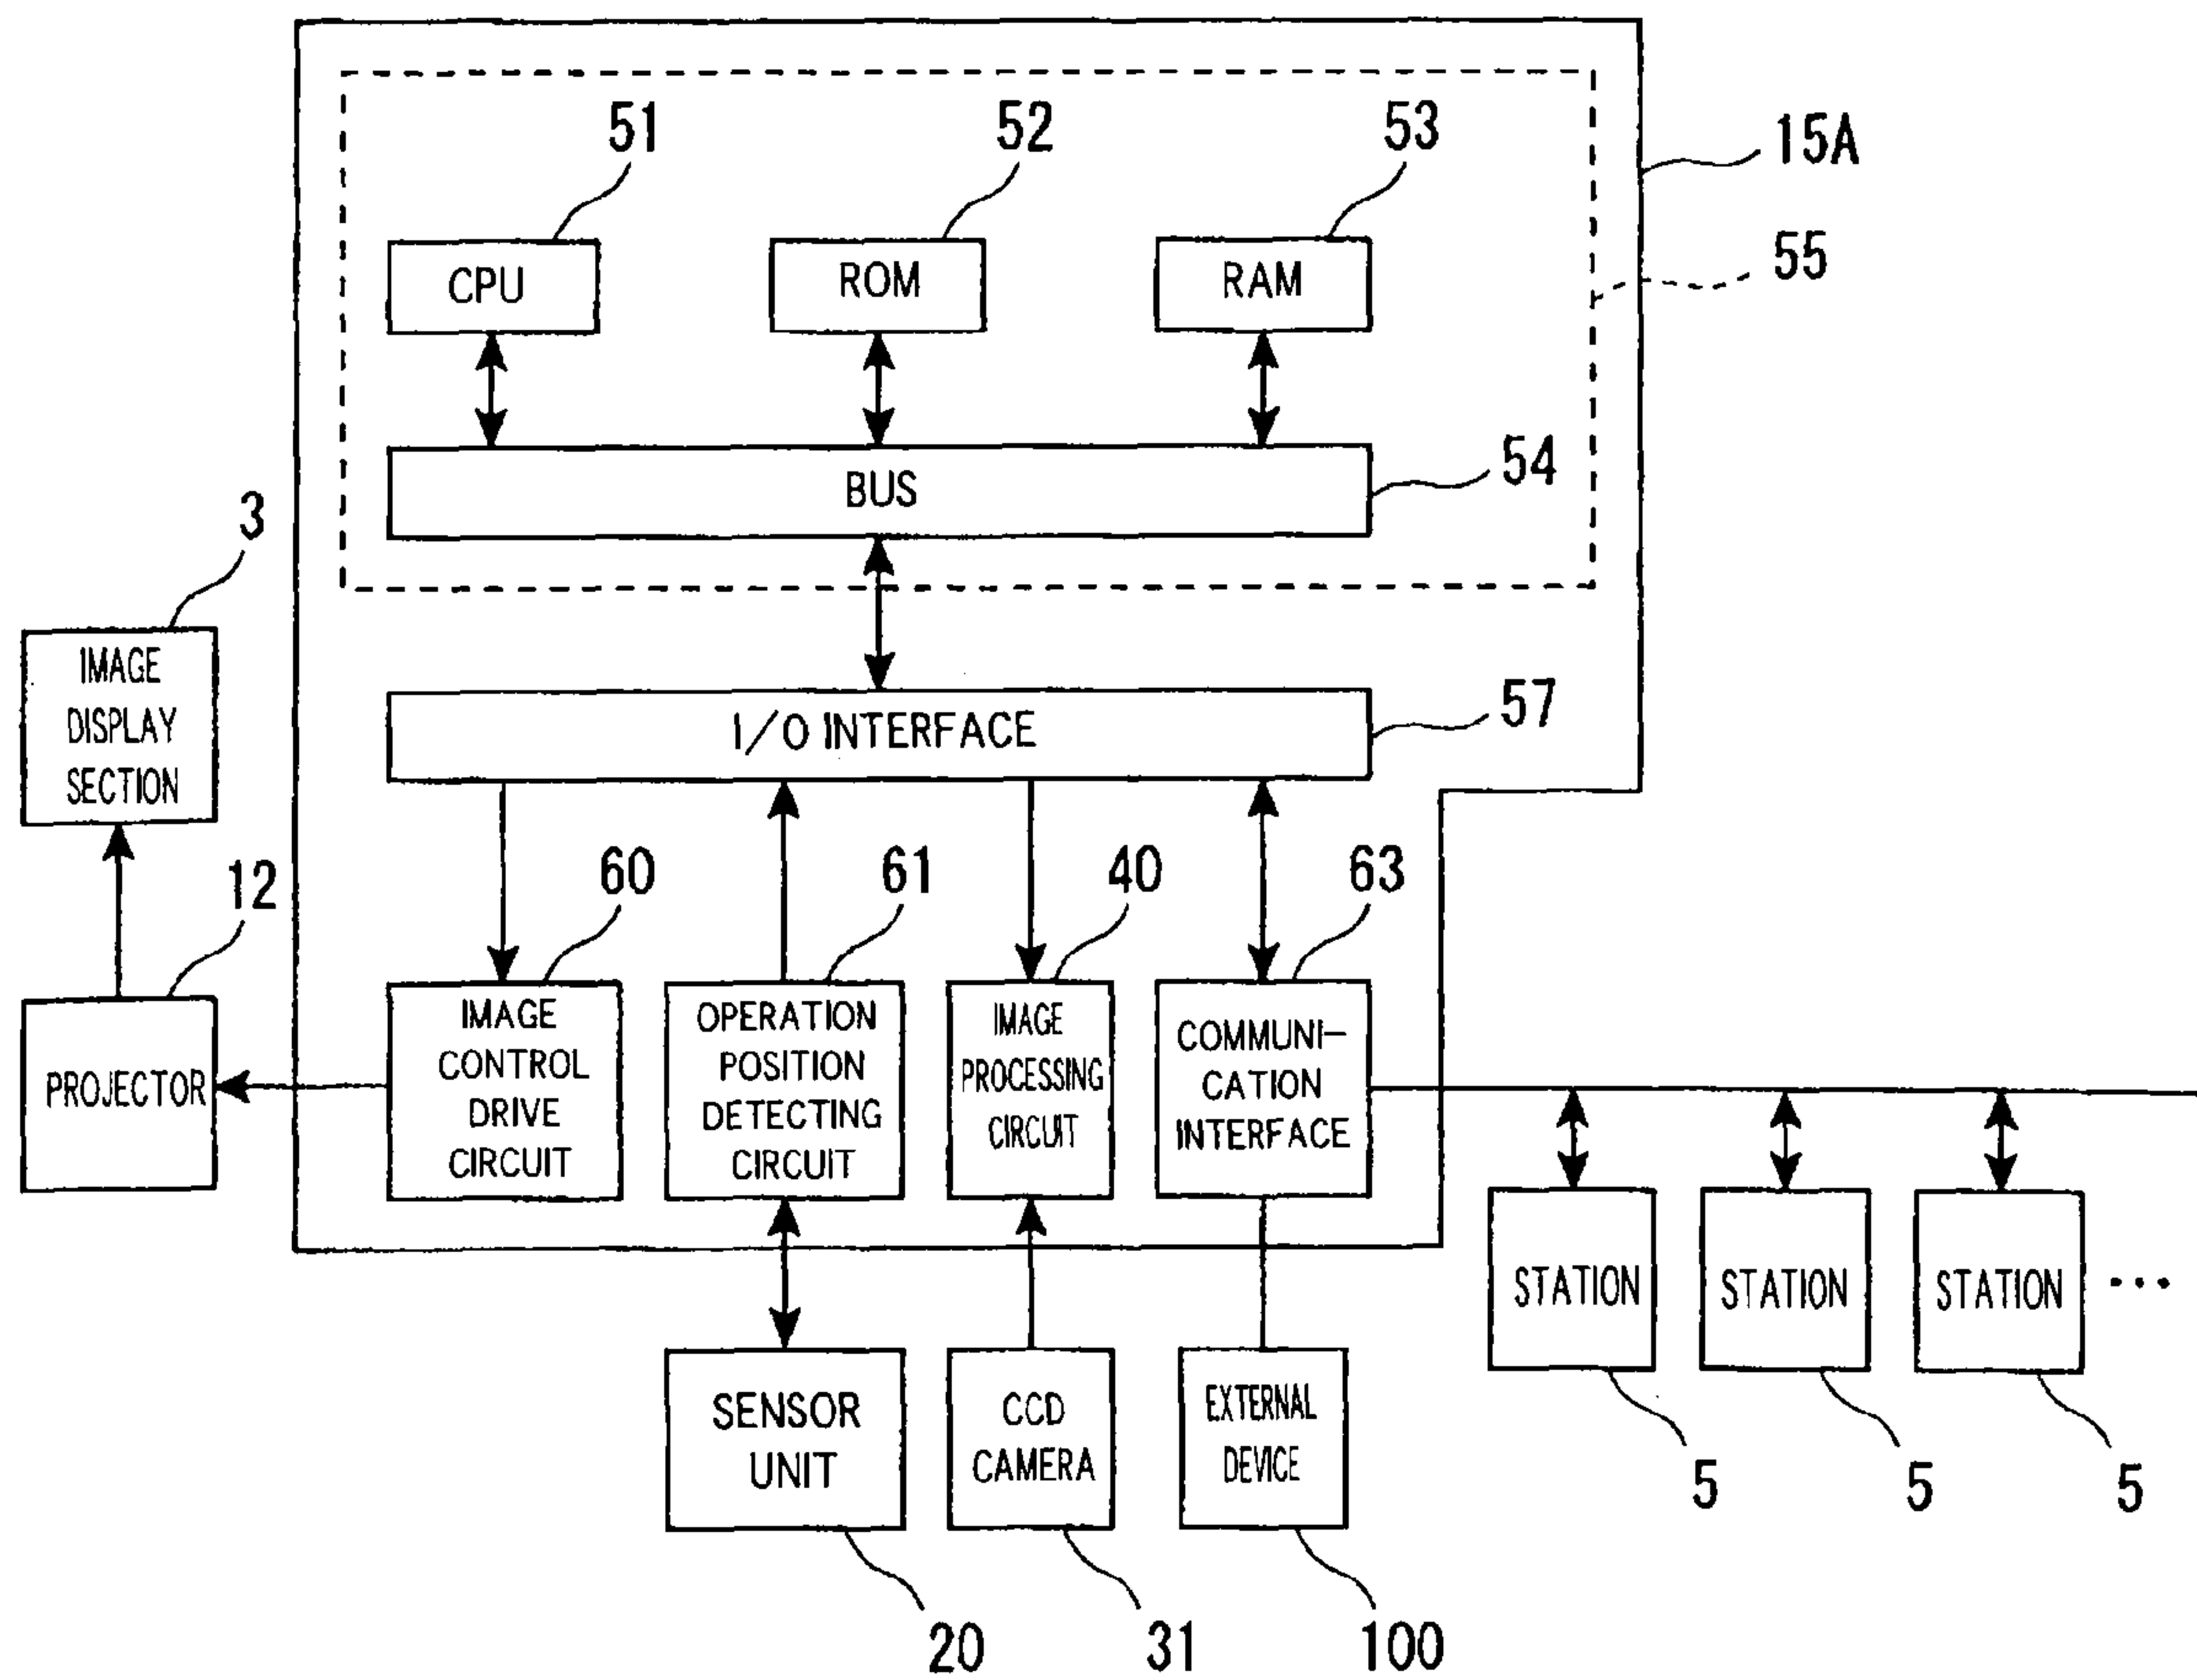 51
52
53
15A
55
CPU
ROM
RAM
BUS
54
3
IMAGE
DISPLAY
SECTION
I/O INTERFACE
57
12
60
61
40
63
PROJECTOR
IMAGE
CONTROL
DRIVE
CIRCUIT
OPERATION
POSITION
DETECTING
CIRCUIT
IMAGE
PROCESSING
CIRCUIT
COMMUNI-
CATION
INTERFACE
STATION
STATION
STATION
...
SENSOR
UNIT
CCD
CAMERA
EXTERNAL
DEVICE
5
5
5
20
31
100